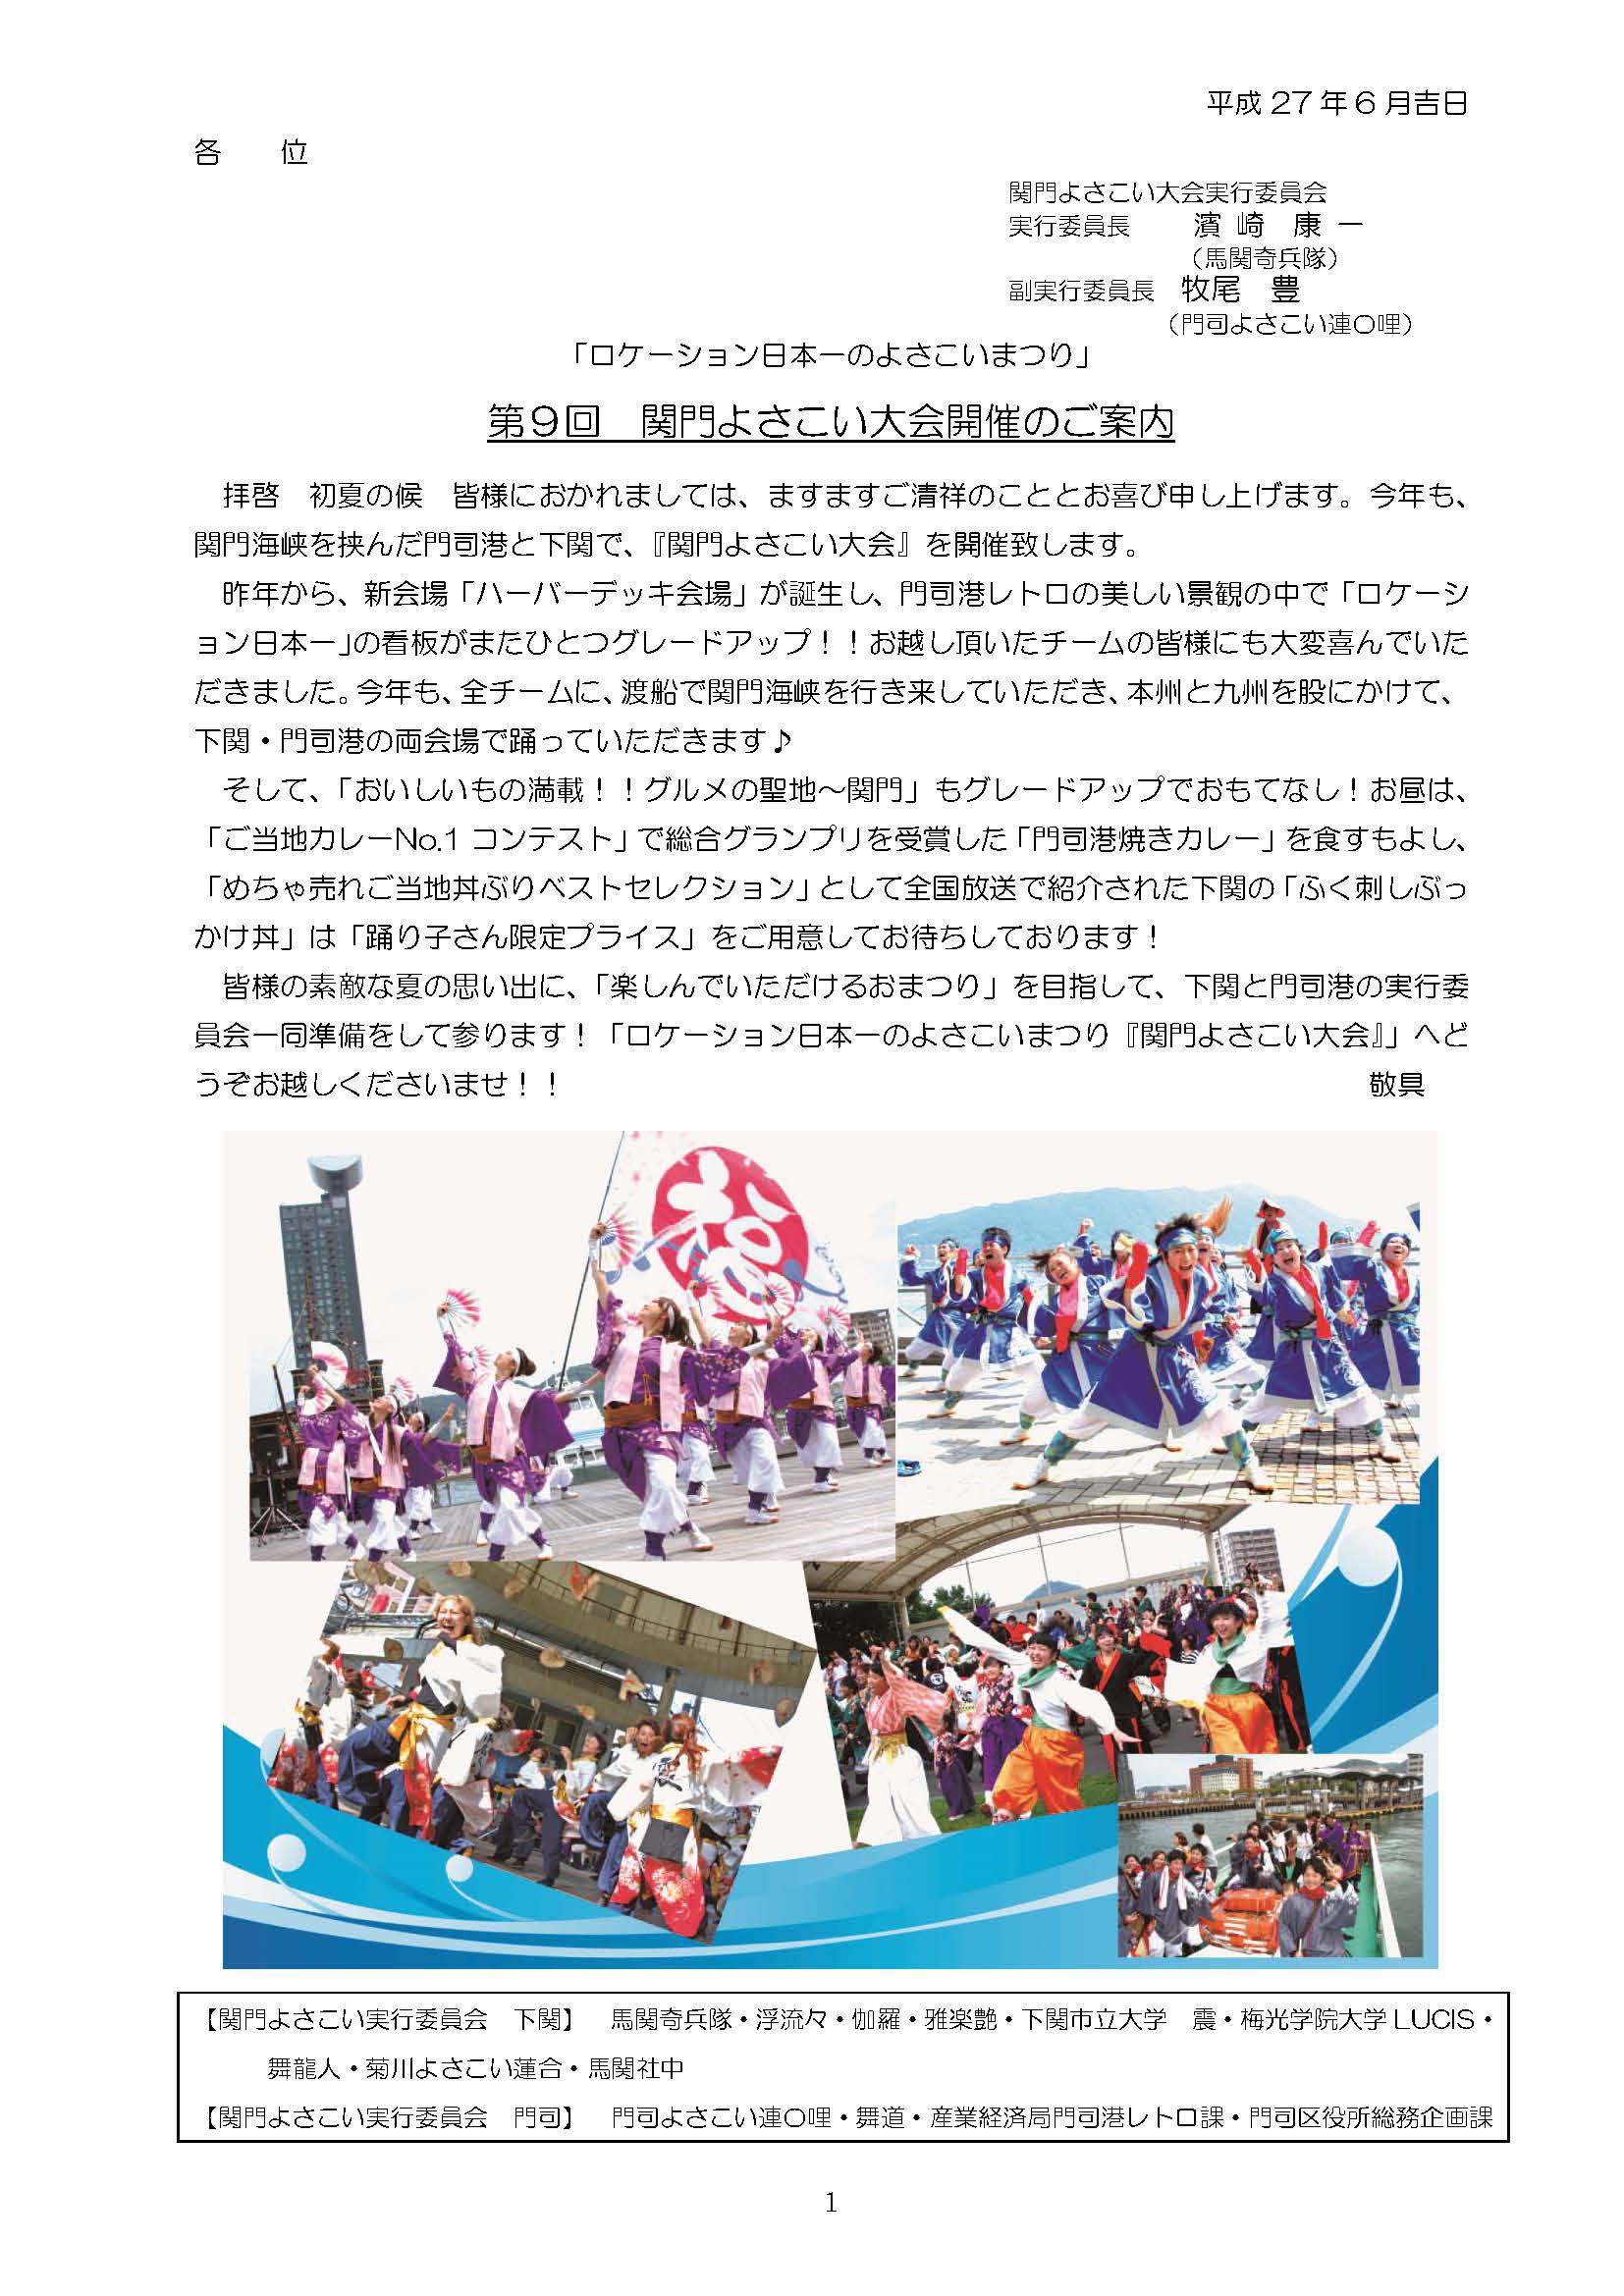 平成 27 年 6 月吉日
各　　位
関門よさこい大会実行委員会
実行委員長　　濱 崎　康 一
（馬関奇兵隊）
副実行委員長　牧尾　豊
（門司よさこい連〇哩）
「ロケーション日本一のよさこいまつり」
第９回　関門よさこい大会開催のご案内
拝啓　初夏の候　皆様におかれましては、ますますご清祥のこととお喜び申し上げます。今年も、
関門海峡を挟んだ門司港と下関で、『関門よさこい大会』を開催致します。
昨年から、新会場「ハーバーデッキ会場」が誕生し、門司港レトロの美しい景観の中で「ロケーシ
ョン日本一」の看板がまたひとつグレードアップ！！お越し頂いたチームの皆様にも大変喜んでいた
だきました。今年も、全チームに、渡船で関門海峡を行き来していただき、本州と九州を股にかけて、
下関・門司港の両会場で踊っていただきます♪
そして、「おいしいもの満載！！グルメの聖地～関門」もグレードアップでおもてなし！お昼は、
「ご当地カレーNo.1 コンテスト」で総合グランプリを受賞した「門司港焼きカレー」を食すもよし、
「めちゃ売れご当地丼ぶりベストセレクション」として全国放送で紹介された下関の「ふく刺しぶっ
かけ丼」は「踊り子さん限定プライス」をご用意してお待ちしております！
皆様の素敵な夏の思い出に、「楽しんでいただけるおまつり」を目指して、下関と門司港の実行委
員会一同準備をして参ります！「ロケーション日本一のよさこいまつり『関門よさこい大会』」へど
うぞお越しくださいませ！！　敬具
【関門よさこい実行委員会　下関】　馬関奇兵隊・浮流々・伽羅・雅楽艶・下関市立大学　震・梅光学院大学 LUCIS・
舞龍人・菊川よさこい蓮合・馬関社中
【関門よさこい実行委員会　門司】　門司よさこい連〇哩・舞道・産業経済局門司港レトロ課・門司区役所総務企画課
1